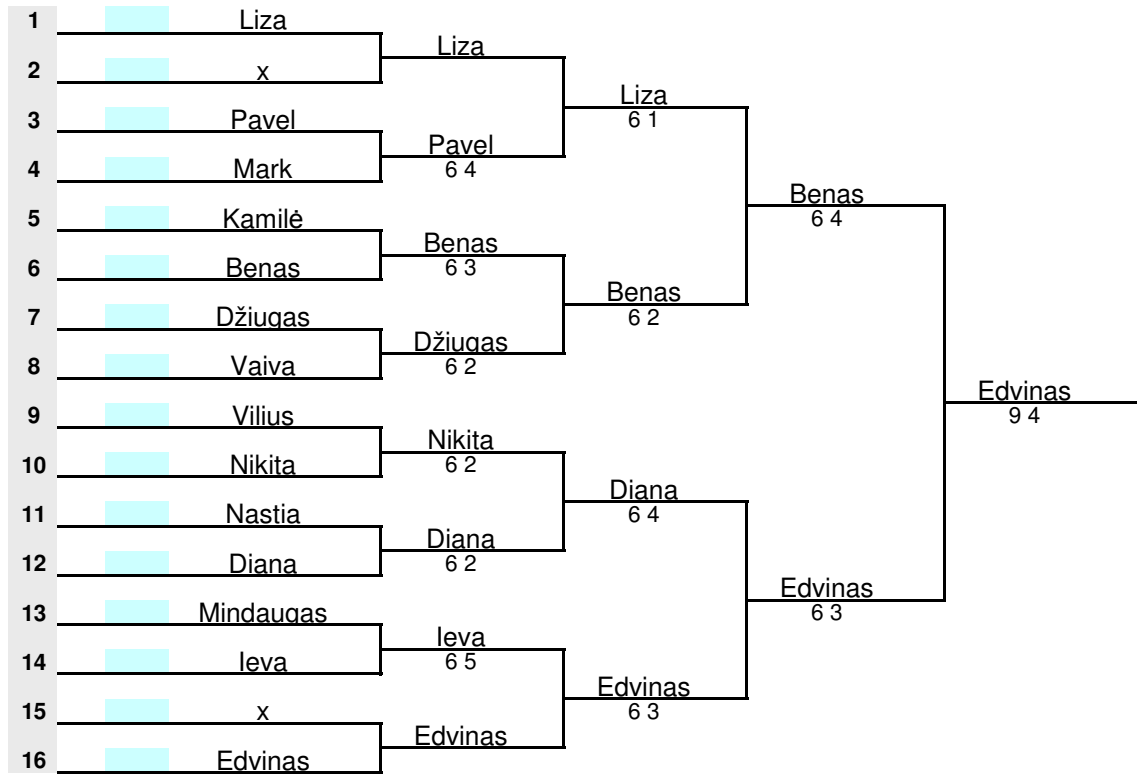 1 Liza
2 x
3 Pavel
4 Mark
5 Kamilė
6 Benas
7 Džiugas
8 Vaiva
9 Vilius
10 Nikita
11 Nastia
12 Diana
13 Mindaugas
14 Ieva
15 x
16 Edvinas
Liza
Pavel
6 4
Benas
6 3
Džiugas
6 2
Nikita
6 2
Diana
6 2
Ieva
6 5
Edvinas
Liza
6 1
Benas
6 2
Diana
6 4
Edvinas
6 3
Benas
6 4
Edvinas
6 3
Edvinas
9 4